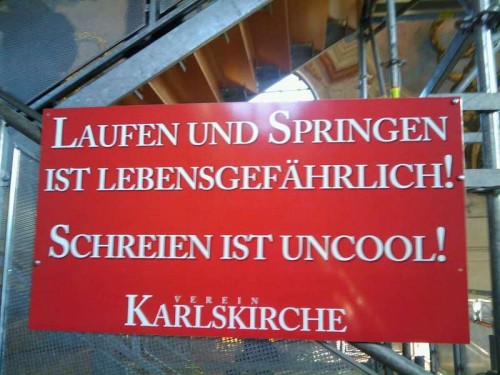 LAUFEN UND SPRINGEN
IST LEBENSGEFÄHRLICH!
SCHREIEN IST UNCOOL!
VEREIN
KARLSKIRCHE